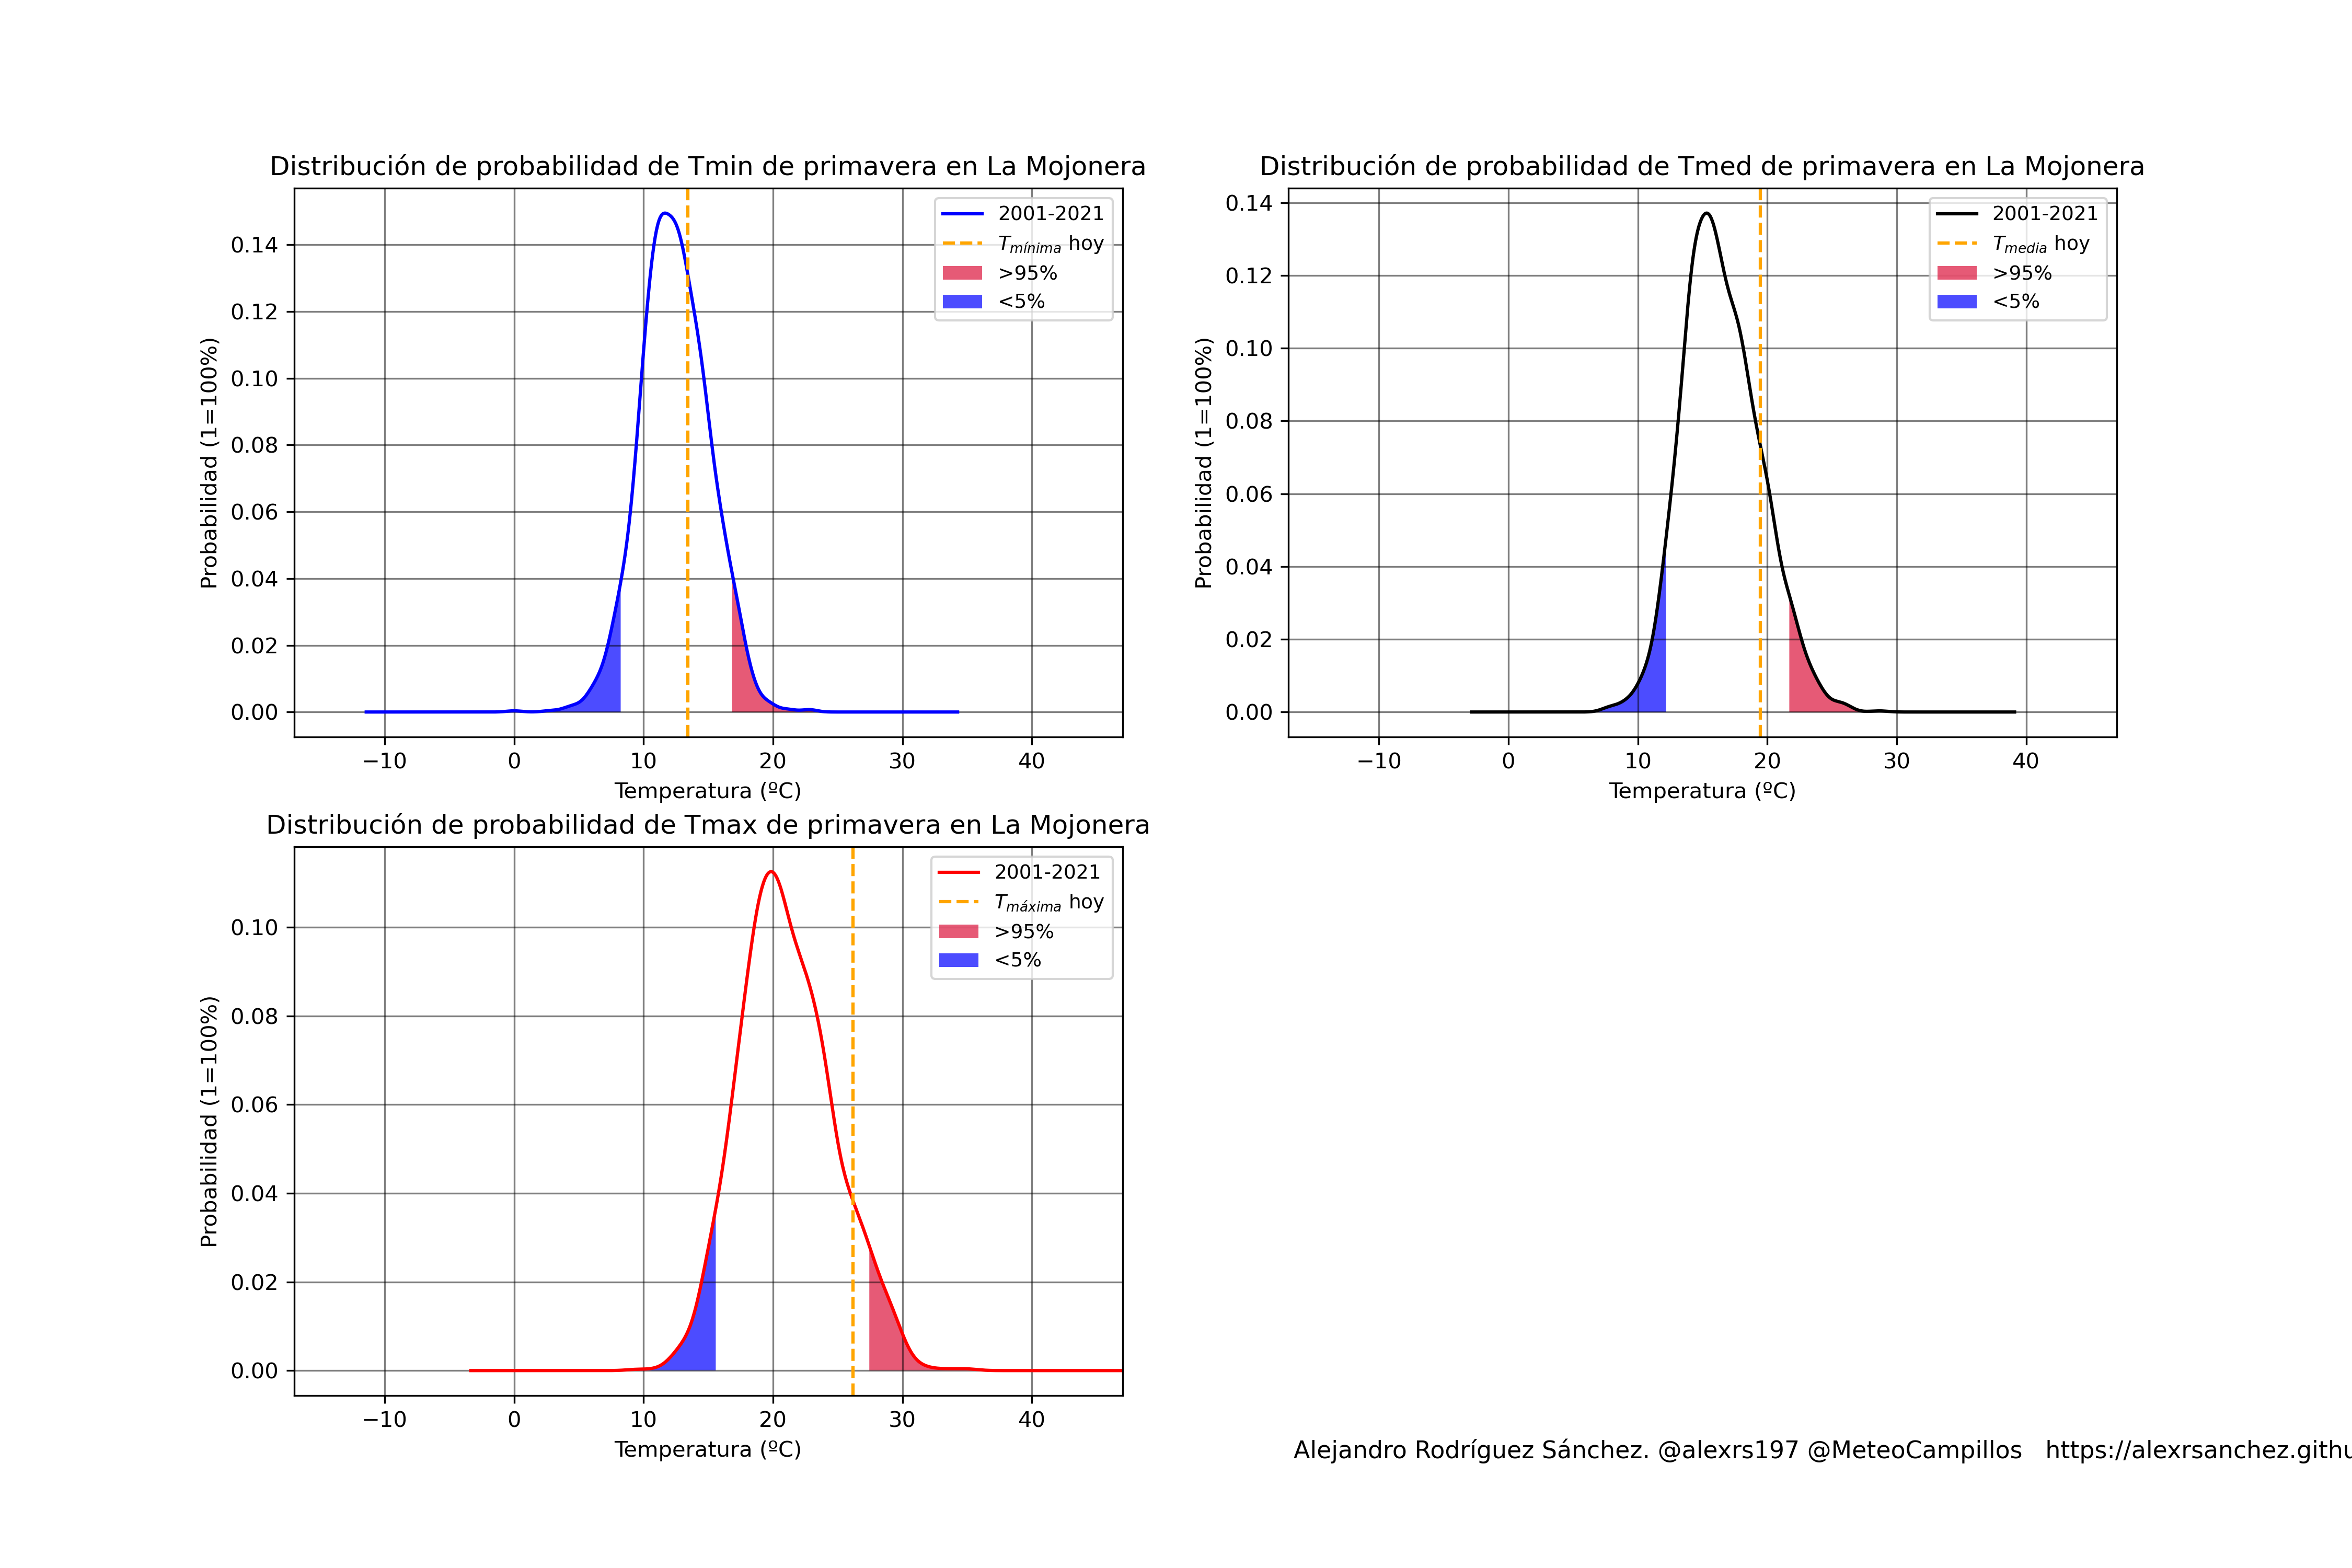 Distribución de probabilidad de Tmin de primavera en La Mojonera
Probabilidad (1=100%)
0.14
0.12
0.10
0.08
0.06
0.04
0.02
0.00
2001-2021
Tmínima hoy
>95%
<5%
−10 0 10 20 30 40
Temperatura (ºC)
Distribución de probabilidad de Tmed de primavera en La Mojonera
Probabilidad (1=100%)
0.14
0.12
0.10
0.08
0.06
0.04
0.02
0.00
2001-2021
Tmedia hoy
>95%
<5%
−10 0 10 20 30 40
Temperatura (ºC)
Distribución de probabilidad de Tmax de primavera en La Mojonera
Probabilidad (1=100%)
0.10
0.08
0.06
0.04
0.02
0.00
2001-2021
Tmáxima hoy
>95%
<5%
−10 0 10 20 30 40
Temperatura (ºC)
Alejandro Rodríguez Sánchez. @alexrs197 @MeteoCampillos https://alexrsanchez.githu